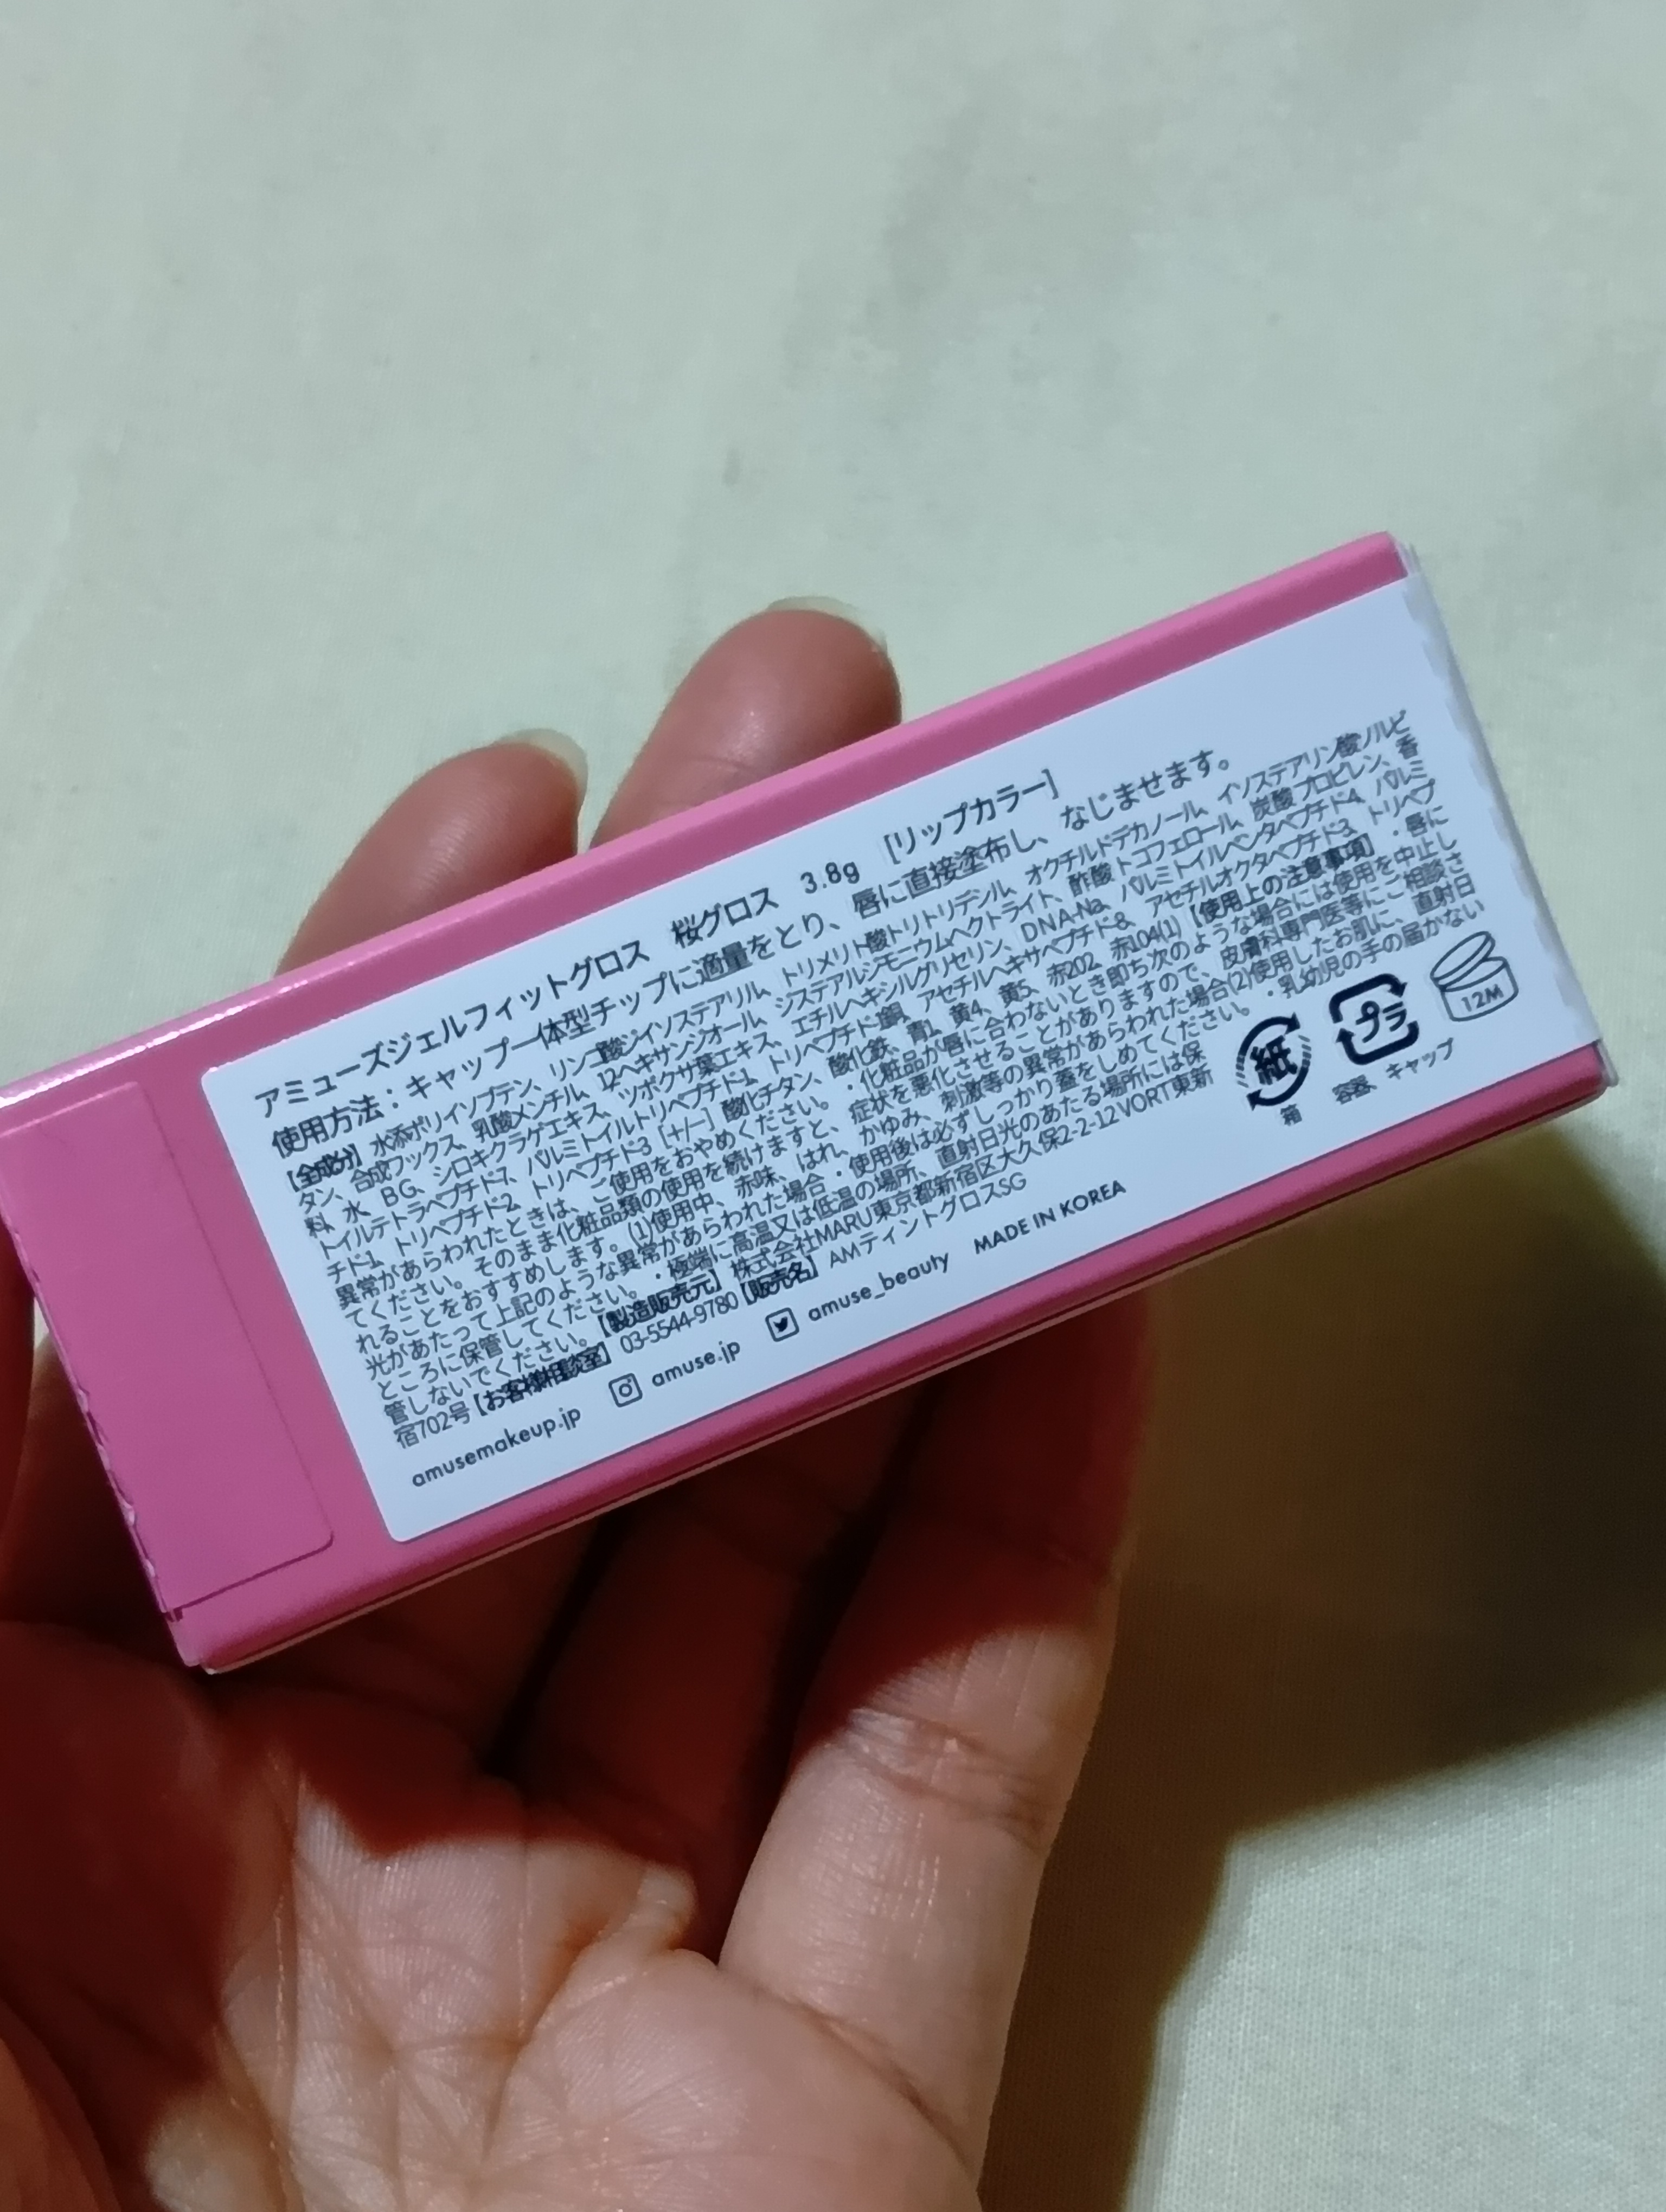 アミューズジェルフィットグロス　桜グロス　3.8g　[リップカラー]
使用方法：キャップ一体型チップに適量をとり、唇に直接塗布し、なじませます。
【全成分】水添ポリイソブテン、リンゴ酸ジイソステアリル、トリメリト酸トリトリデシル、オクチルドデカノール、イソステアリン酸ソルビ
タン、合成ワックス、乳酸メンチル、1,2-ヘキサンジオール、ジステアルジモニウムヘクトライト、酢酸トコフェロール、炭酸プロピレン、香
料、水、BG、シロキクラゲエキス、ツボクサ葉エキス、エチルヘキシルグリセリン、DNA-Na、パルミトイルペンタペプチド-4、パルミ
トイルテトラペプチド-7、パルミトイルトリペプチド-1、トリペプチド-1銅、アセチルヘキサペプチド-8、アセチルオクタペプチド-3、トリペプ
チド-1、トリペプチド-2、トリペプチド-3 [+/-] 酸化チタン、酸化鉄、青1、黄4、黄5、赤202、赤104(1)【使用上の注意事項】・唇に
異常があらわれたときは、ご使用をおやめください。・化粧品が唇に合わないとき即ち次のような場合には使用を中止し
てください。そのまま化粧品類の使用を続けますと、症状を悪化させることがありますので、皮膚科専門医等にご相談さ
れることをおすすめします。(1)使用中、赤味、はれ、かゆみ、刺激等の異常があらわれた場合(2)使用したお肌に、直射日
光があたって上記のような異常があらわれた場合・使用後は必ずしっかり蓋をしめてください。・乳幼児の手の届かない
ところに保管してください。・極端に高温又は低温の場所、直射日光のあたる場所には保
管しないでください。【製造販売元】株式会社MARU東京都新宿区大久保2-2-12VORT東新
宿702号【お客様相談室】03-5544-9780【販売名】AMティントグロスSG
amusemakeup.jp　amuse.jp　amuse_beauty　MADE IN KOREA
紙
箱
プラ
容器、キャップ
12M